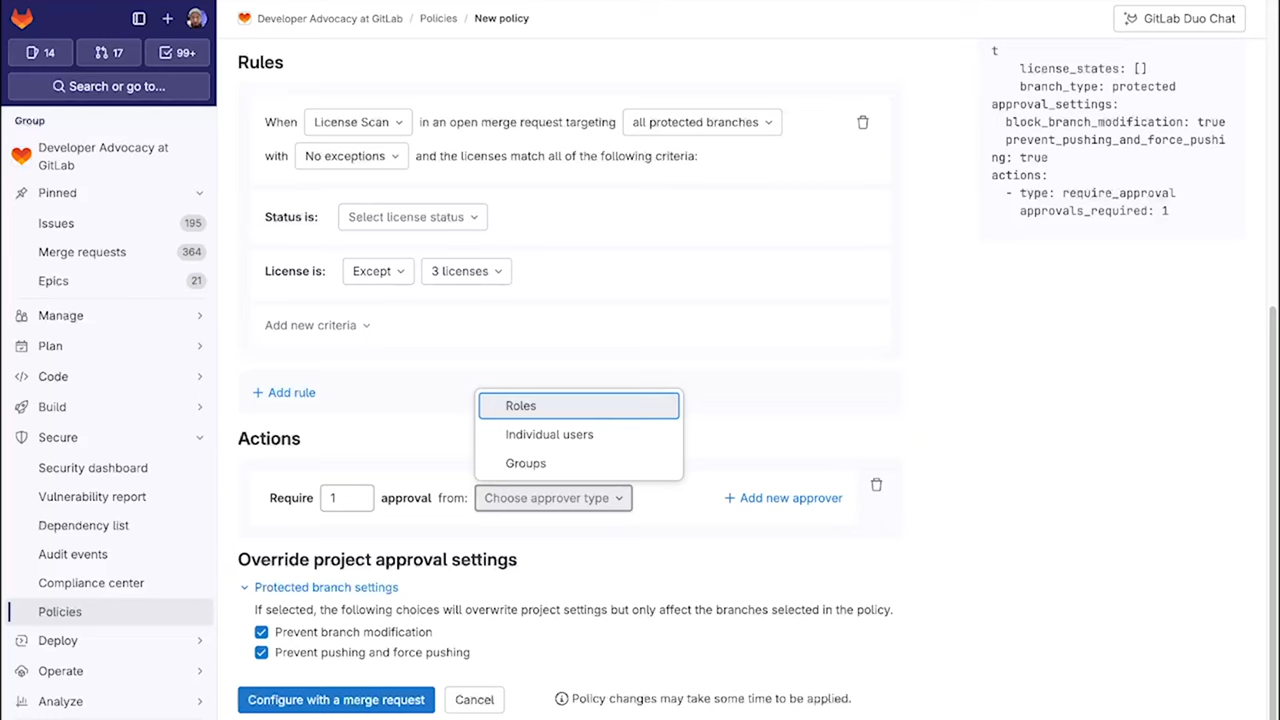 Developer Advocacy at GitLab / Policies / New policy
GitLab Duo Chat
14 17 99+
Search or go to...
Group
Developer Advocacy at
GitLab
Pinned
Issues 195
Merge requests 364
Epics 21
Manage
Plan
Code
Build
Secure
Security dashboard
Vulnerability report
Dependency list
Audit events
Compliance center
Policies
Deploy
Operate
Analyze
Rules
When License Scan in an open merge request targeting all protected branches
with No exceptions and the licenses match all of the following criteria:
Status is: Select license status
License is: Except 3 licenses
Add new criteria
+ Add rule
Actions
Roles
Individual users
Groups
Require 1 approval from: Choose approver type + Add new approver
Override project approval settings
Protected branch settings
If selected, the following choices will overwrite project settings but only affect the branches selected in the policy.
Prevent branch modification
Prevent pushing and force pushing
Configure with a merge request Cancel Policy changes may take some time to be applied.
t
license_states: []
branch_type: protected
approval_settings:
block_branch_modification: true
prevent_pushing_and_force_pushi
ng: true
actions:
- type: require_approval
approvals_required: 1